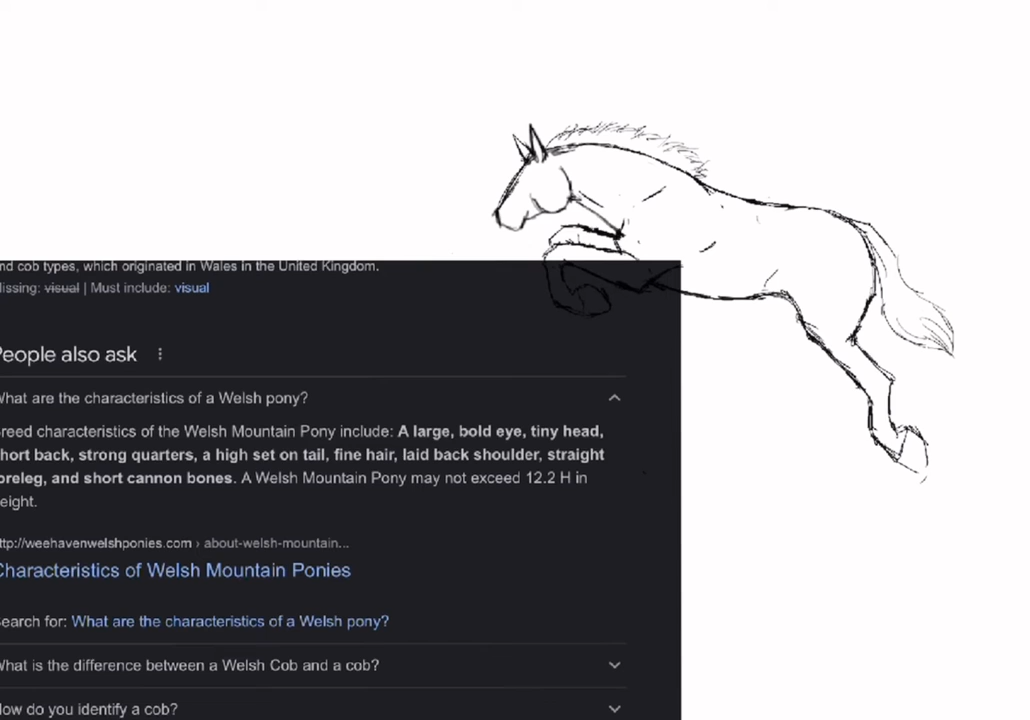 nd cob types, which originated in Wales in the United Kingdom.
issing: visual | Must include: visual
People also ask
What are the characteristics of a Welsh pony?
reed characteristics of the Welsh Mountain Pony include: A large, bold eye, tiny head,
hort back, strong quarters, a high set on tail, fine hair, laid back shoulder, straight
oreleg, and short cannon bones. A Welsh Mountain Pony may not exceed 12.2 H in
eight.
ttp://weehavenwelshponies.com › about-welsh-mountain...
Characteristics of Welsh Mountain Ponies
earch for: What are the characteristics of a Welsh pony?
What is the difference between a Welsh Cob and a cob?
How do you identify a cob?